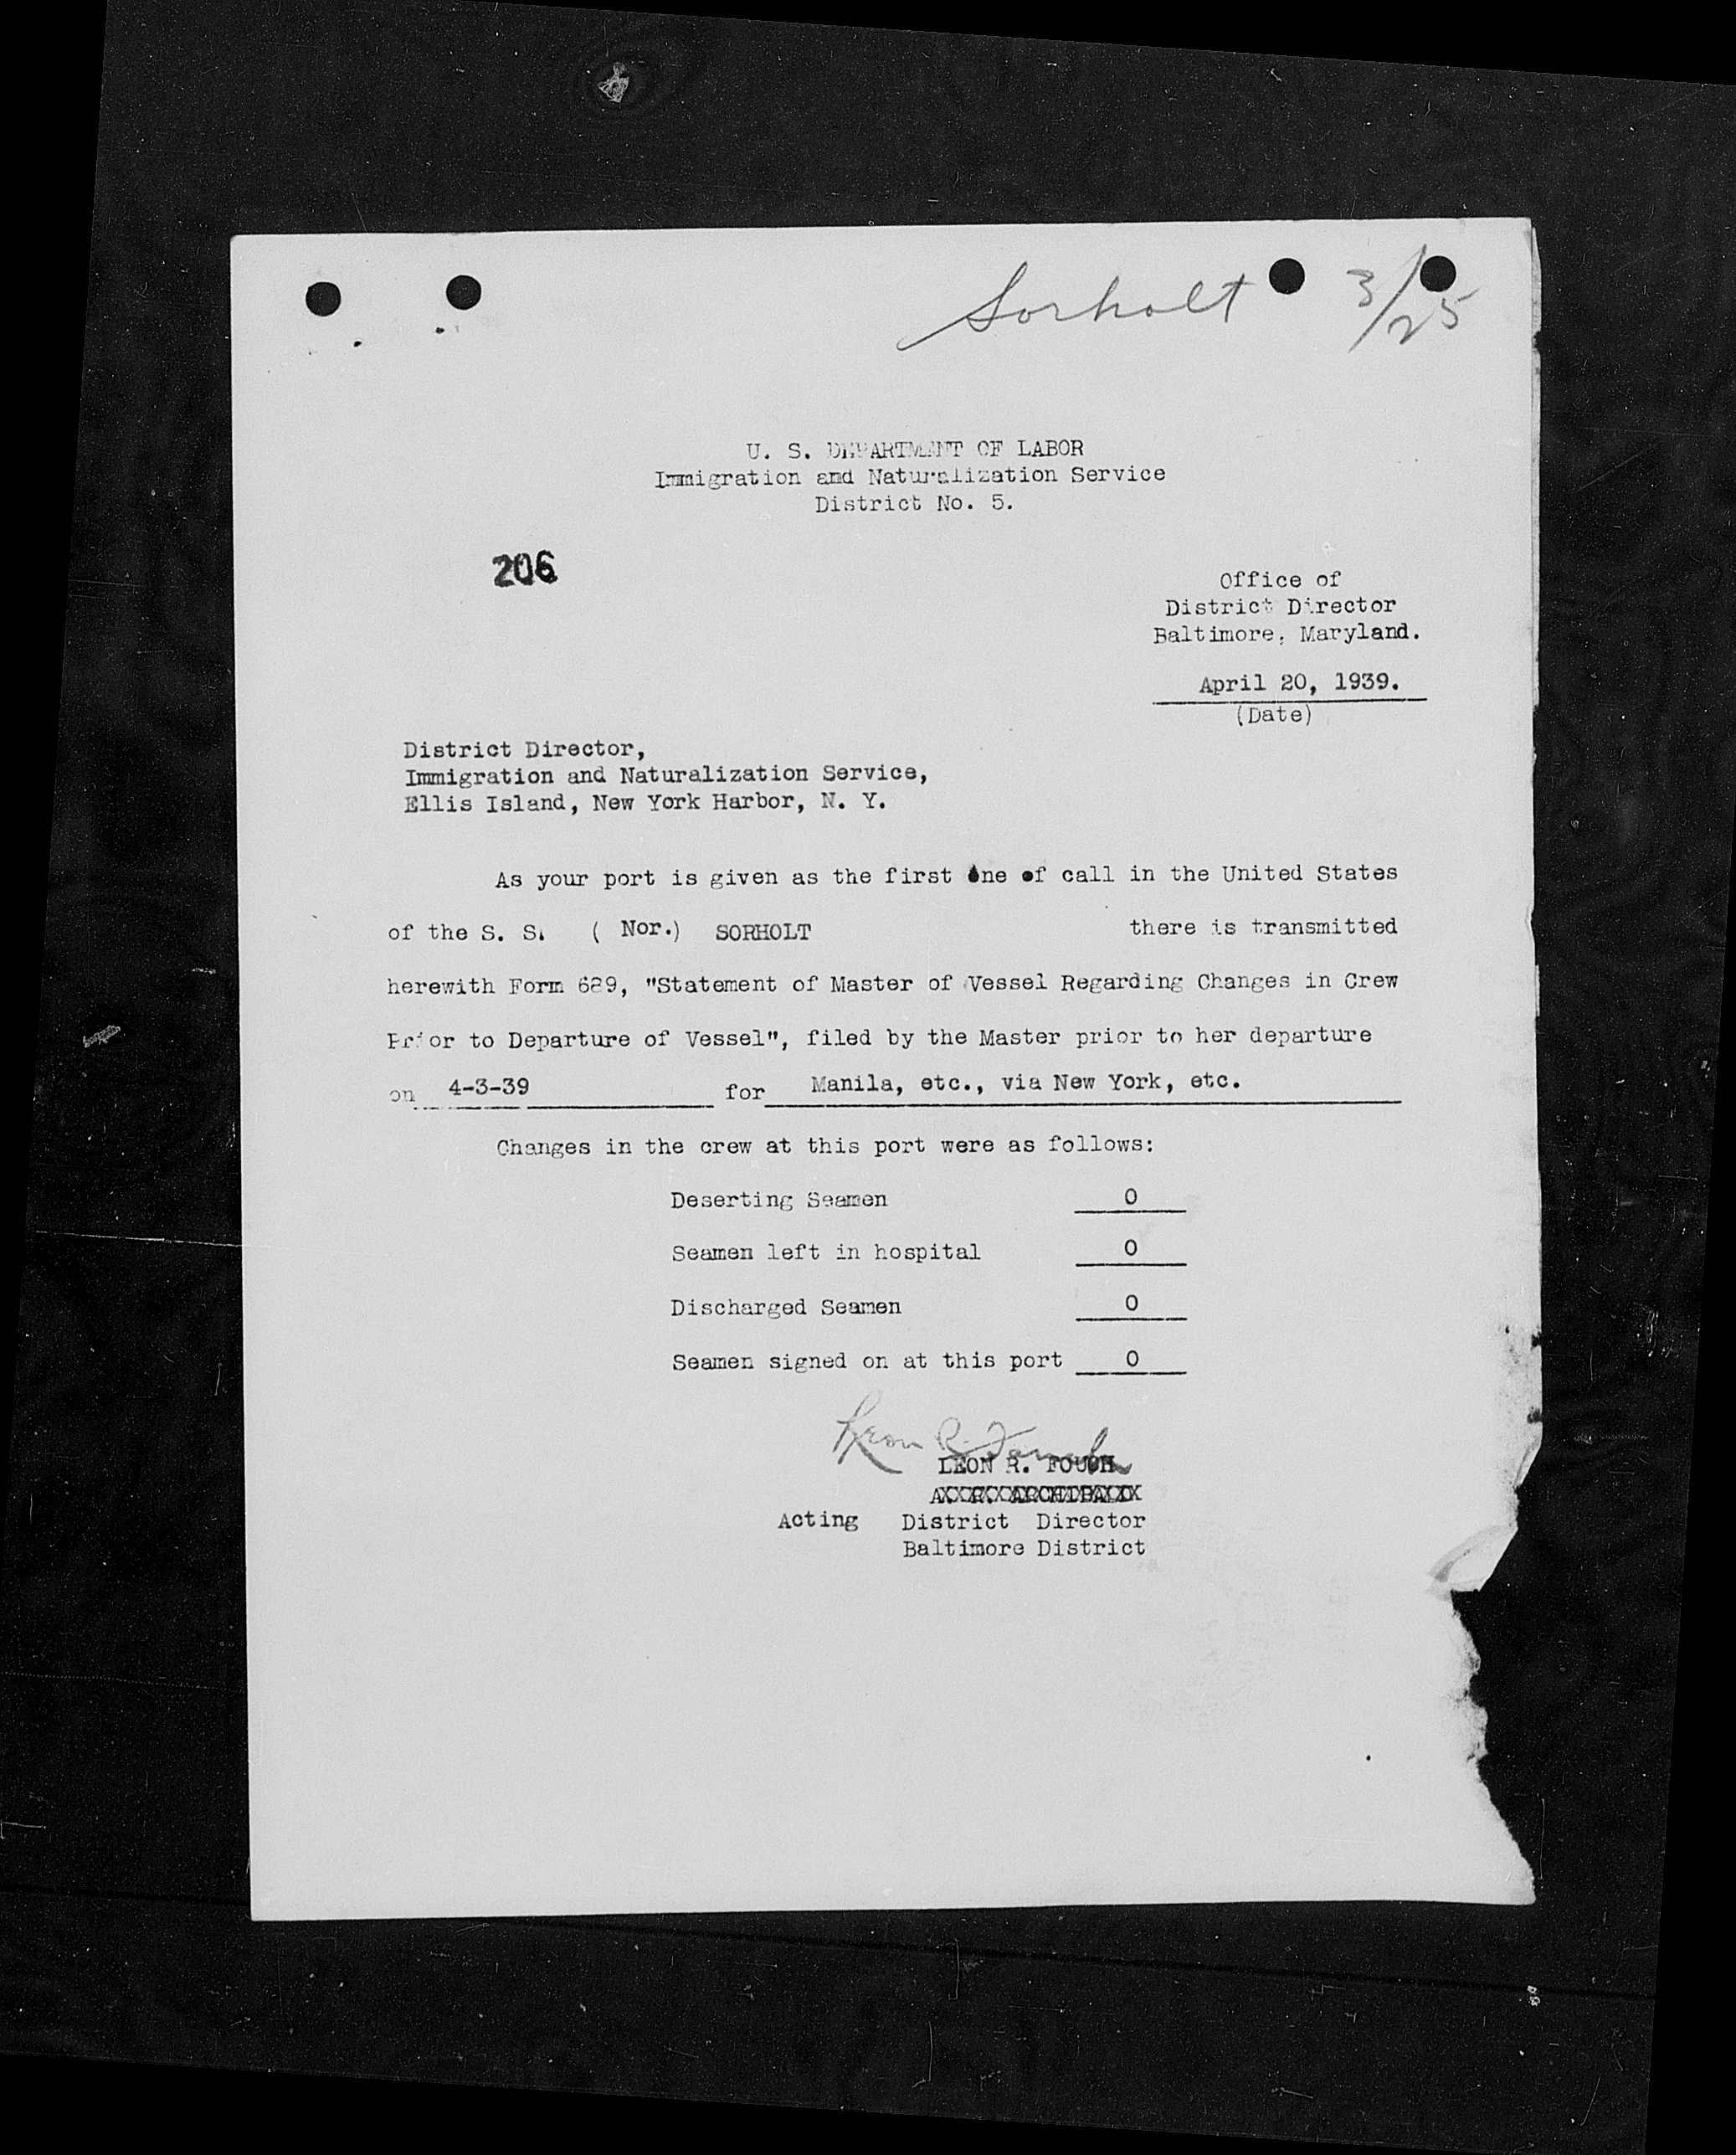 Sorholt 3/25
U. S. DEPARTMENT OF LABOR
Immigration and Naturalization Service
District No. 5.
206
Office of
District Director
Baltimore, Maryland.
April 20, 1939.
(Date)
District Director,
Immigration and Naturalization Service,
Ellis Island, New York Harbor, N. Y.
As your port is given as the first one of call in the United States
of the S. S. ( Nor.) SORHOLT there is transmitted
herewith Form 689, "Statement of Master of Vessel Regarding Changes in Crew
Prior to Departure of Vessel", filed by the Master prior to her departure
on 4-3-39 for Manila, etc., via New York, etc.
Changes in the crew at this port were as follows:
Deserting Seamen 0
Seamen left in hospital 0
Discharged Seamen 0
Seamen signed on at this port 0
Leon R.
LEON R. FOUCH
Acting District Director
Baltimore District